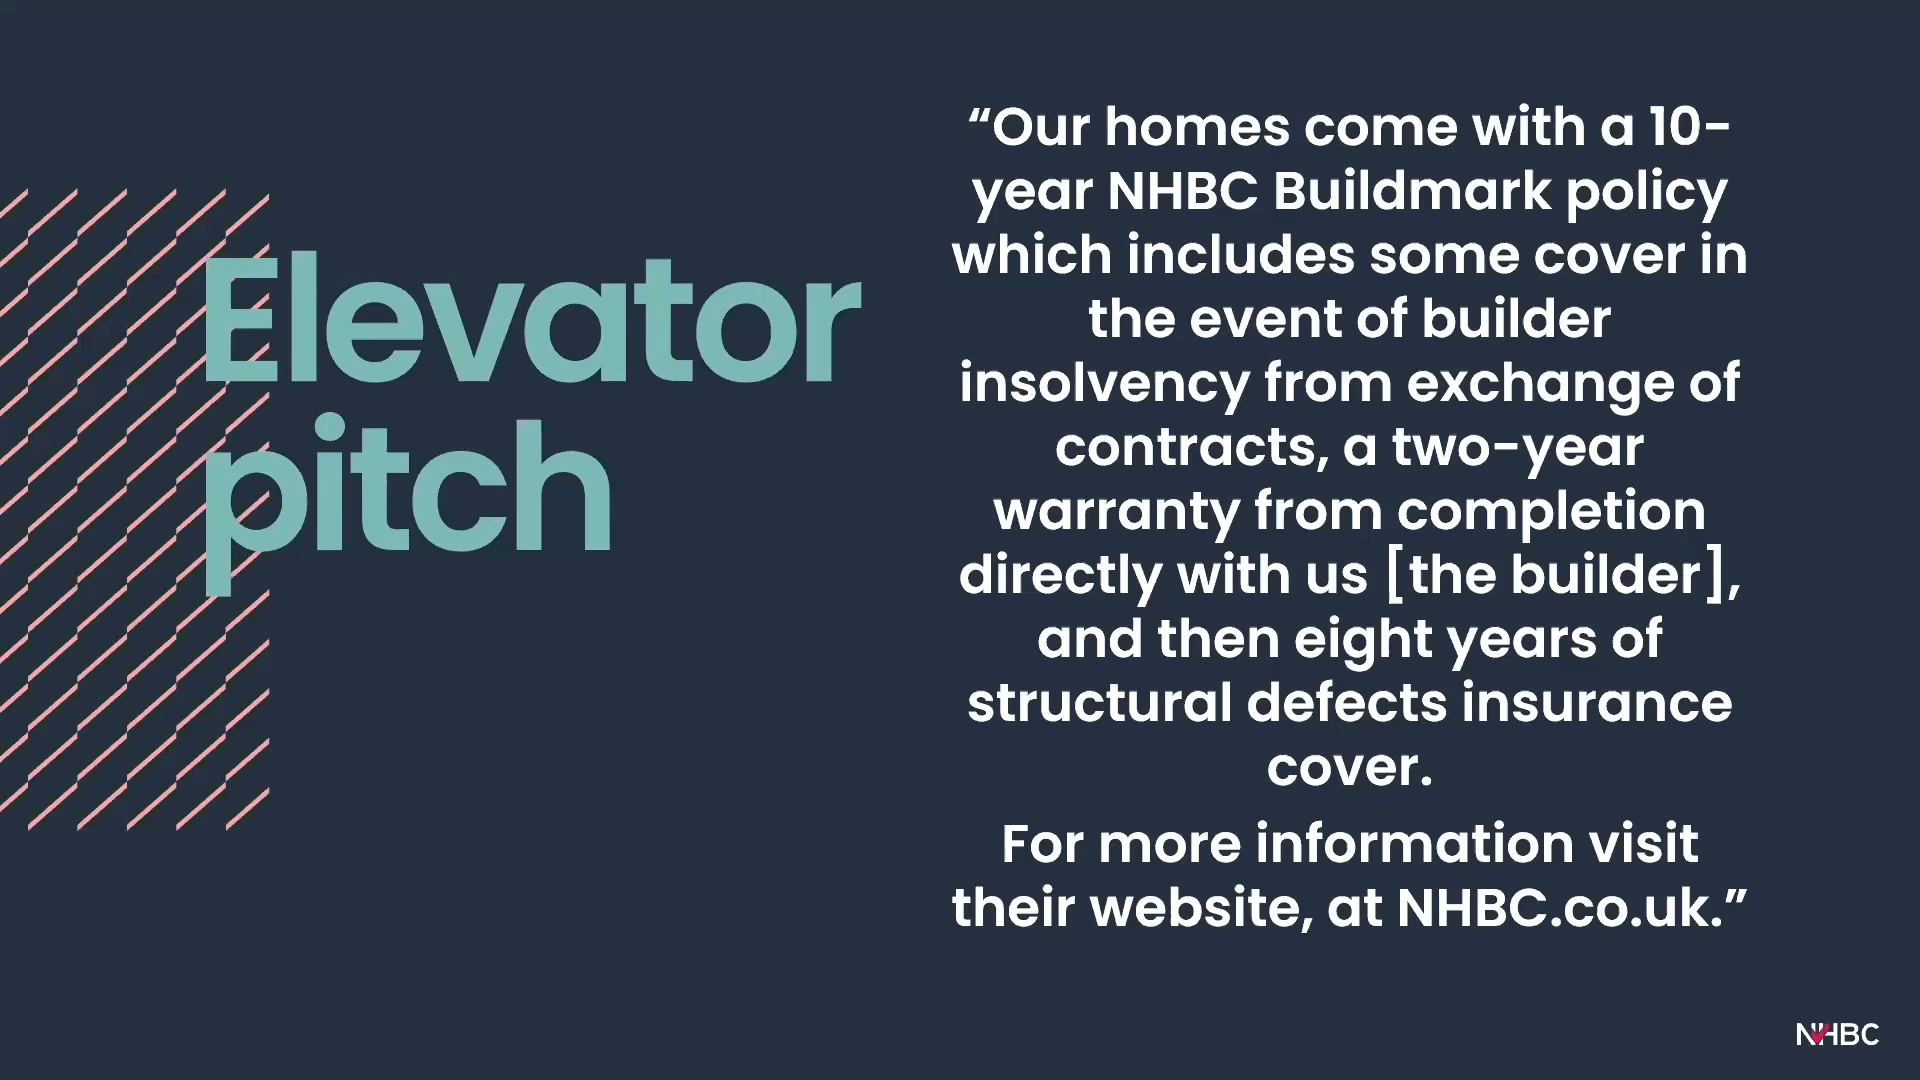 Elevator
pitch
“Our homes come with a 10-
year NHBC Buildmark policy
which includes some cover in
the event of builder
insolvency from exchange of
contracts, a two-year
warranty from completion
directly with us [the builder],
and then eight years of
structural defects insurance
cover.
For more information visit
their website, at NHBC.co.uk.”
NHBC